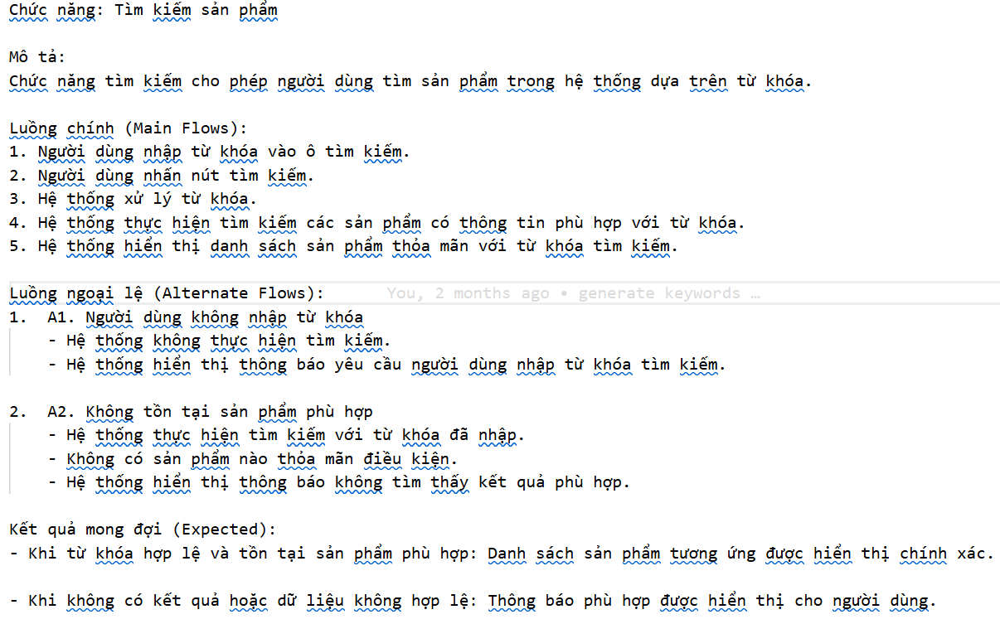 Chức năng: Tìm kiếm sản phẩm
Mô tả:
Chức năng tìm kiếm cho phép người dùng tìm sản phẩm trong hệ thống dựa trên từ khóa.
Luồng chính (Main Flows):
1. Người dùng nhập từ khóa vào ô tìm kiếm.
2. Người dùng nhấn nút tìm kiếm.
3. Hệ thống xử lý từ khóa.
4. Hệ thống thực hiện tìm kiếm các sản phẩm có thông tin phù hợp với từ khóa.
5. Hệ thống hiển thị danh sách sản phẩm thỏa mãn với từ khóa tìm kiếm.
Luồng ngoại lệ (Alternate Flows): You, 2 months ago • generate keywords …
1. A1. Người dùng không nhập từ khóa
- Hệ thống không thực hiện tìm kiếm.
- Hệ thống hiển thị thông báo yêu cầu người dùng nhập từ khóa tìm kiếm.
2. A2. Không tồn tại sản phẩm phù hợp
- Hệ thống thực hiện tìm kiếm với từ khóa đã nhập.
- Không có sản phẩm nào thỏa mãn điều kiện.
- Hệ thống hiển thị thông báo không tìm thấy kết quả phù hợp.
Kết quả mong đợi (Expected):
- Khi từ khóa hợp lệ và tồn tại sản phẩm phù hợp: Danh sách sản phẩm tương ứng được hiển thị chính xác.
- Khi không có kết quả hoặc dữ liệu không hợp lệ: Thông báo phù hợp được hiển thị cho người dùng.